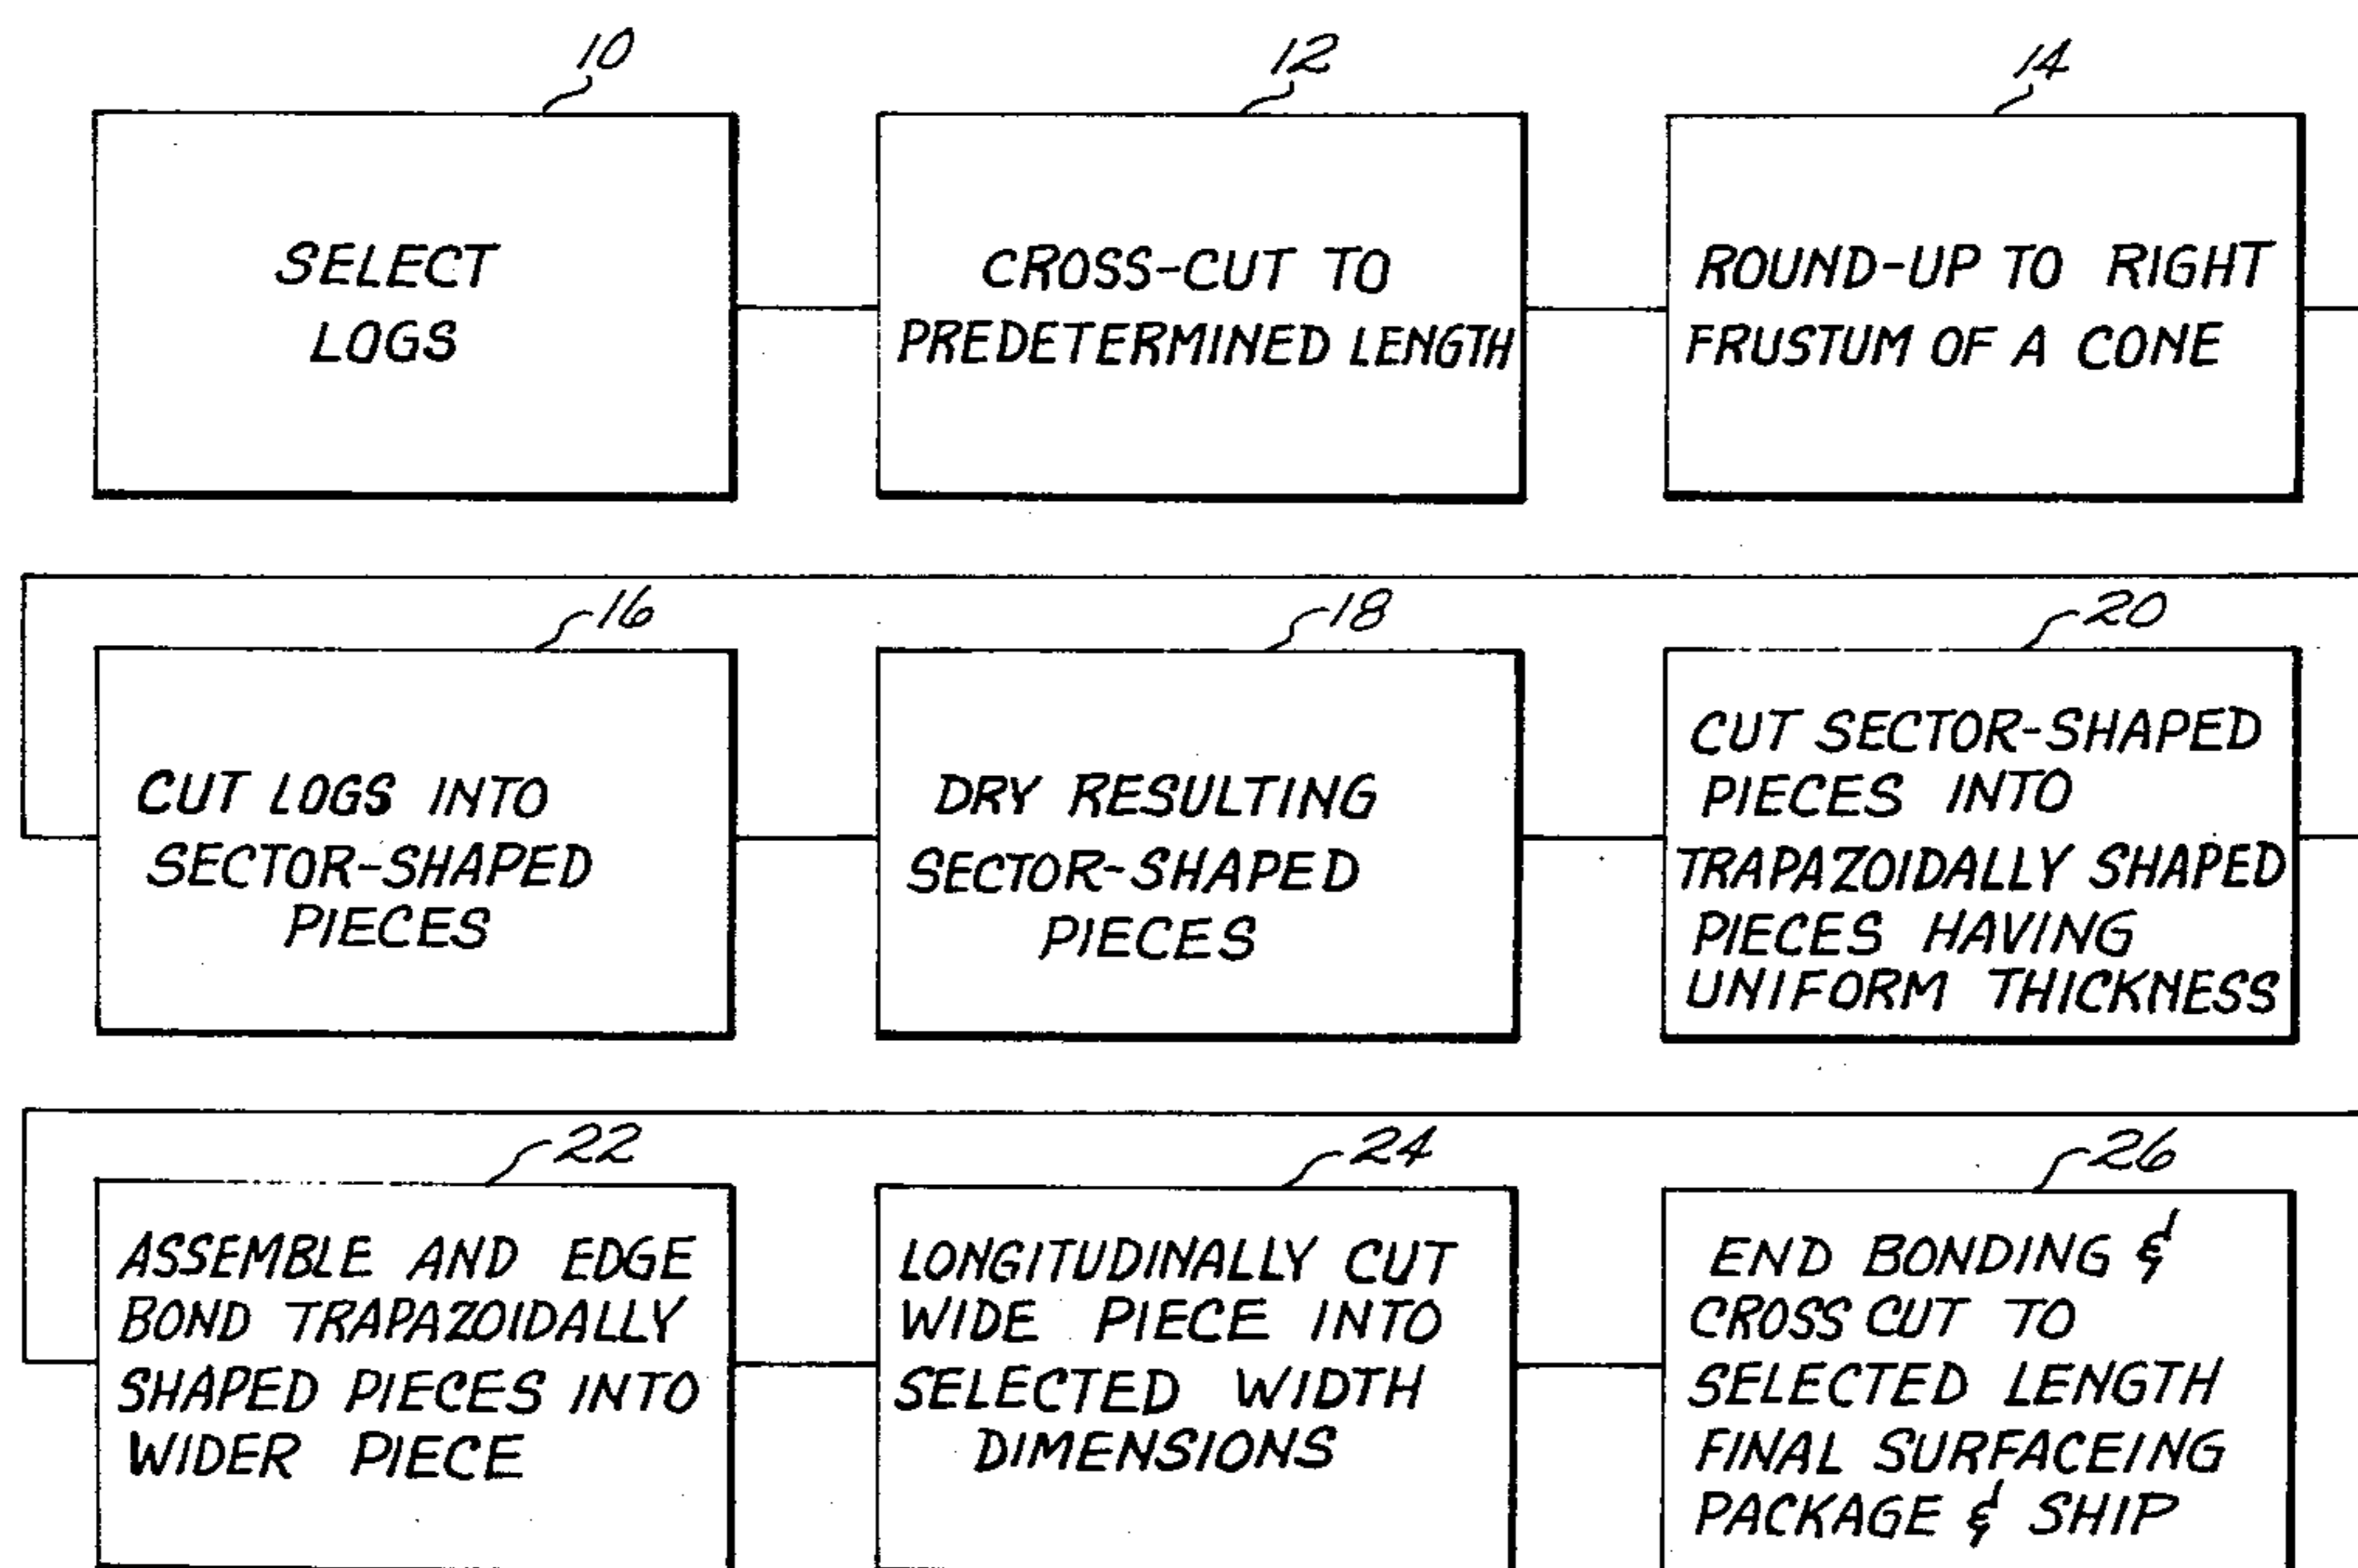 10
SELECT
LOGS
12
CROSS-CUT TO
PREDETERMINED LENGTH
14
ROUND-UP TO RIGHT
FRUSTUM OF A CONE
16
CUT LOGS INTO
SECTOR-SHAPED
PIECES
18
DRY RESULTING
SECTOR-SHAPED
PIECES
20
CUT SECTOR-SHAPED
PIECES INTO
TRAPAZOIDALLY SHAPED
PIECES HAVING
UNIFORM THICKNESS
22
ASSEMBLE AND EDGE
BOND TRAPAZOIDALLY
SHAPED PIECES INTO
WIDER PIECE
24
LONGITUDINALLY CUT
WIDE PIECE INTO
SELECTED WIDTH
DIMENSIONS
26
END BONDING &
CROSS CUT TO
SELECTED LENGTH
FINAL SURFACEING
PACKAGE & SHIP